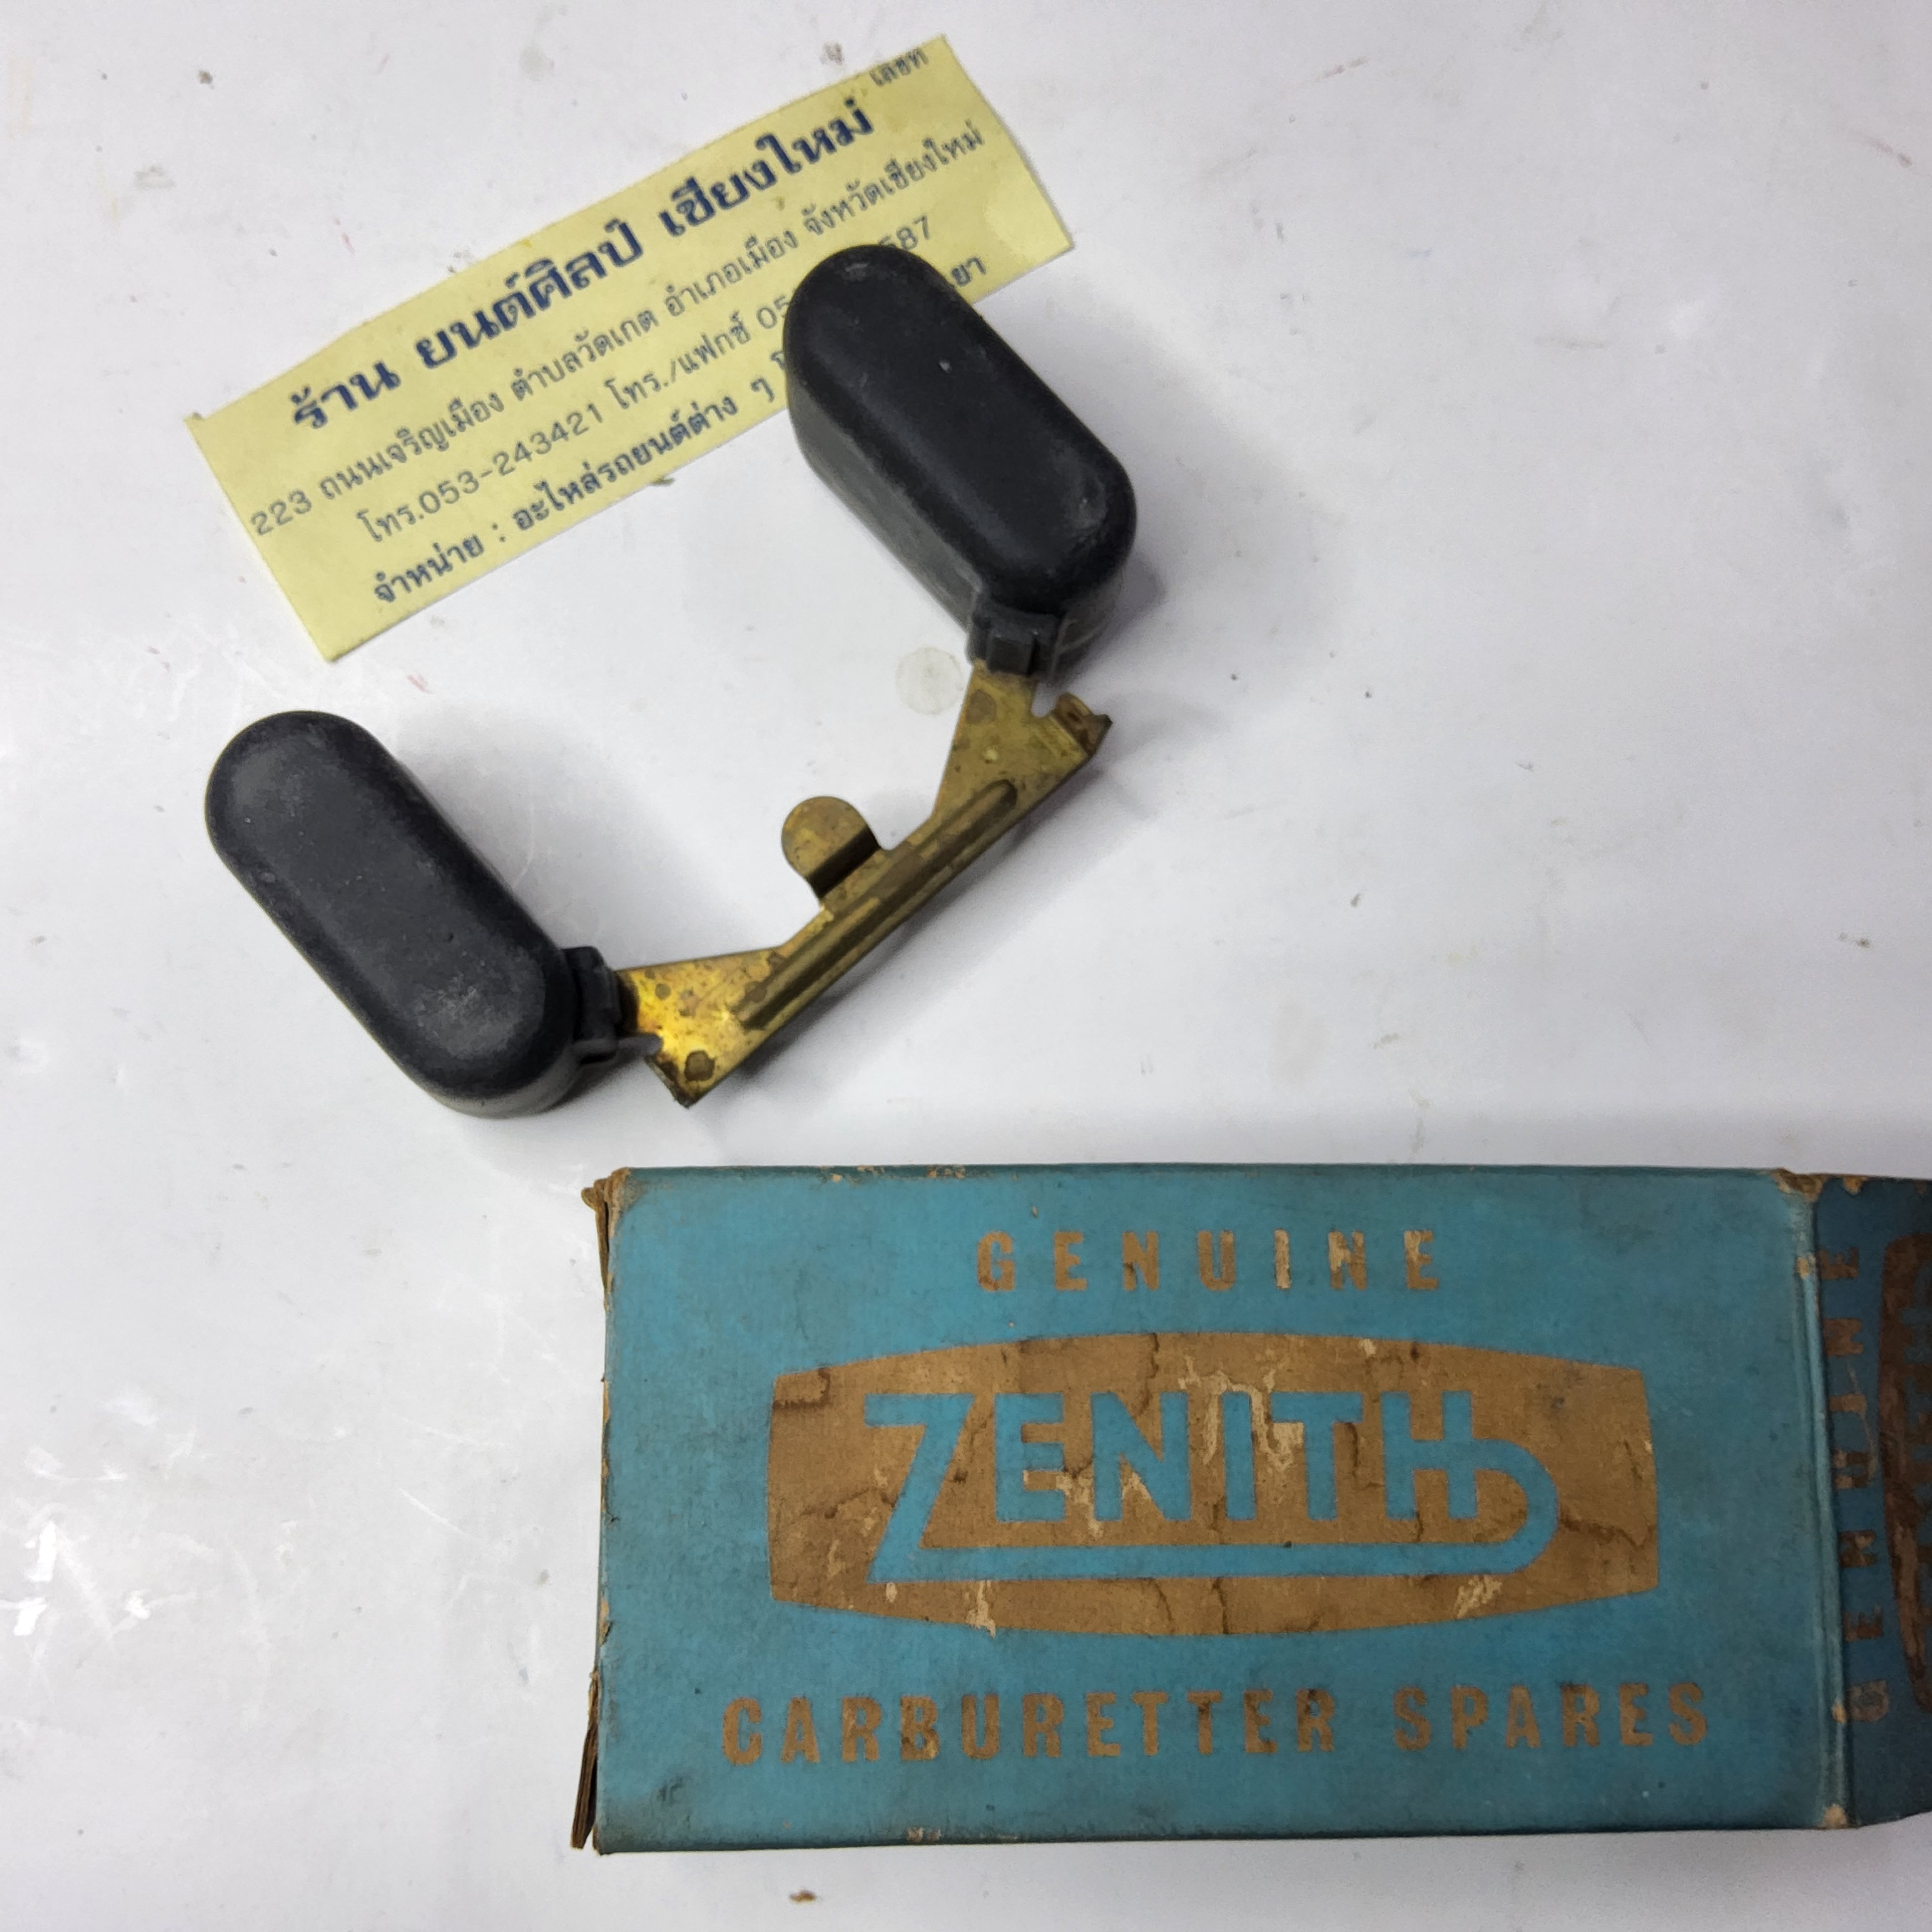 เลขที่
ร้าน ยนต์ศิลป์ เชียงใหม่
223 ถนนเจริญเมือง ตำบลวัดเกต อำเภอเมือง จังหวัดเชียงใหม่
โทร.053-243421 โทร./แฟกซ์ 05 587
จำหน่าย : อะไหล่รถยนต์ต่าง ๆ
GENUINE
ZENITH
CARBURETTER SPARES
GENUINE